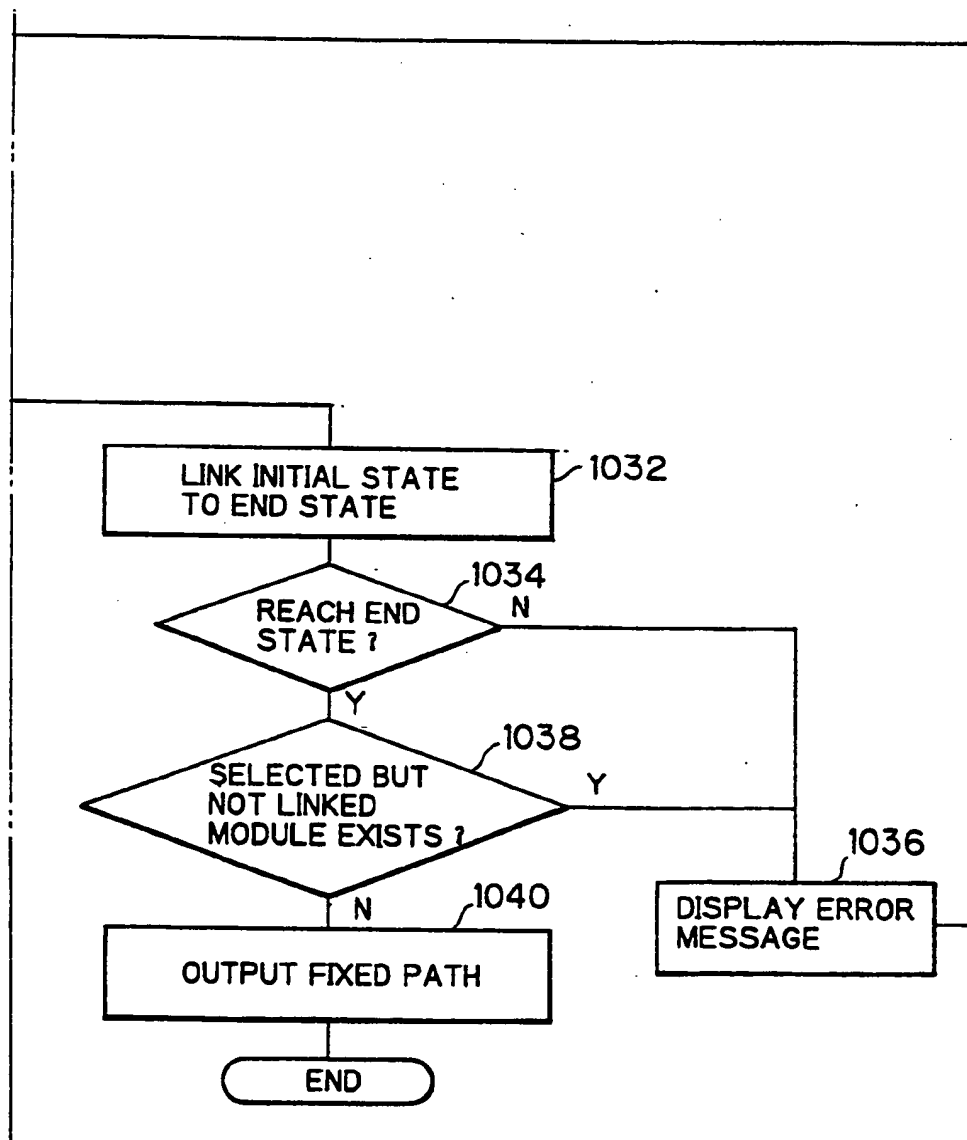 LINK INITIAL STATE
TO END STATE
1032
1034
REACH END
STATE ?
N
Y
1038
SELECTED BUT
NOT LINKED
MODULE EXISTS ?
Y
1036
DISPLAY ERROR
MESSAGE
N
1040
OUTPUT FIXED PATH
END